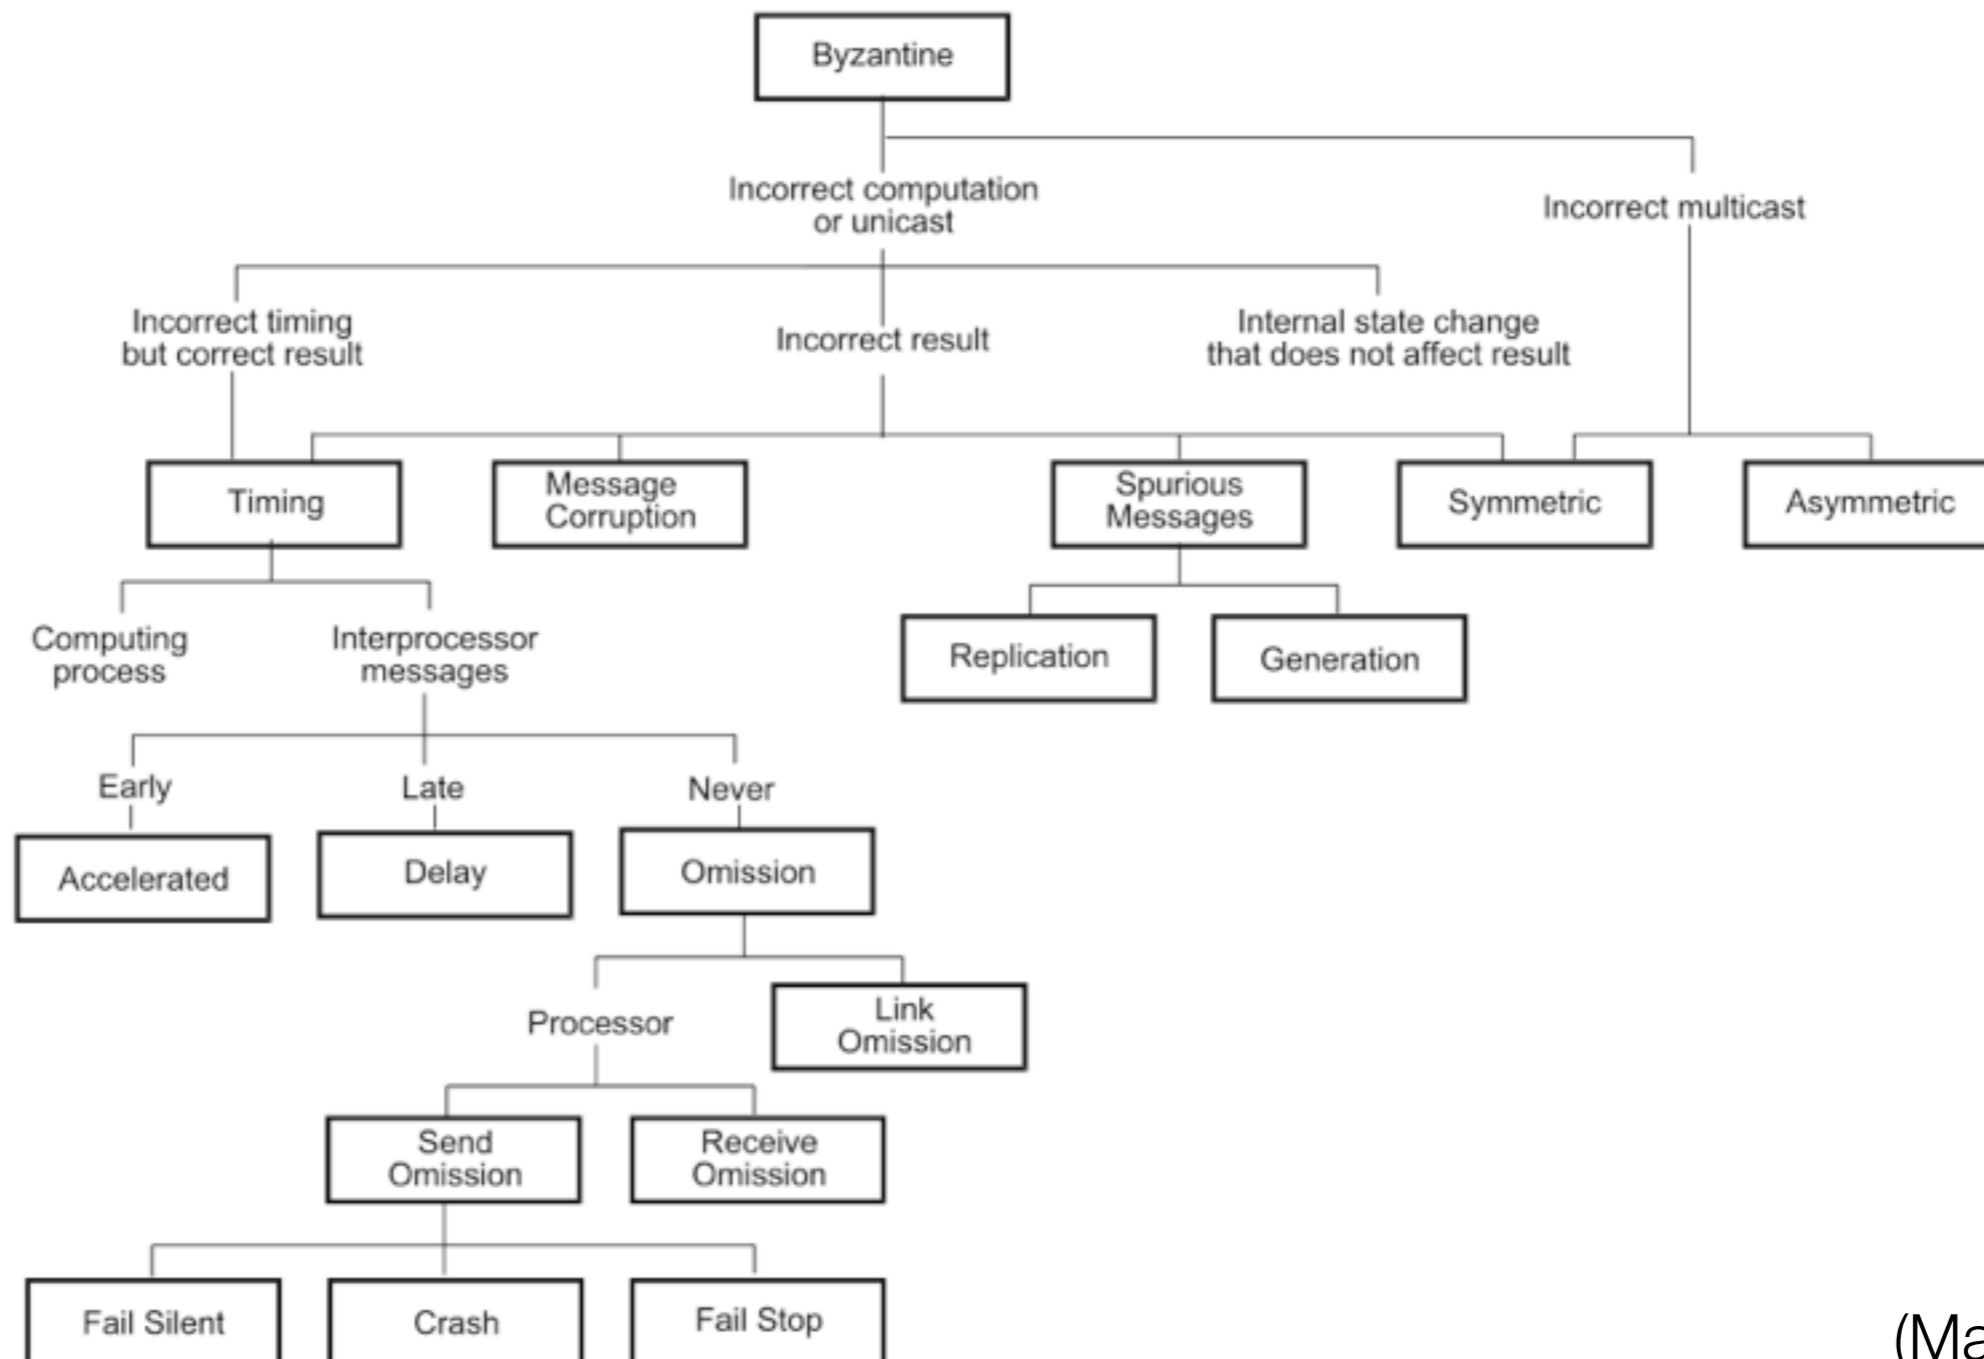 Byzantine
Incorrect computation
or unicast
Incorrect multicast
Incorrect timing
but correct result
Incorrect result
Internal state change
that does not affect result
Timing
Message
Corruption
Spurious
Messages
Symmetric
Asymmetric
Computing
process
Interprocessor
messages
Replication
Generation
Early
Late
Never
Accelerated
Delay
Omission
Processor
Link
Omission
Send
Omission
Receive
Omission
Fail Silent
Crash
Fail Stop
(Ma